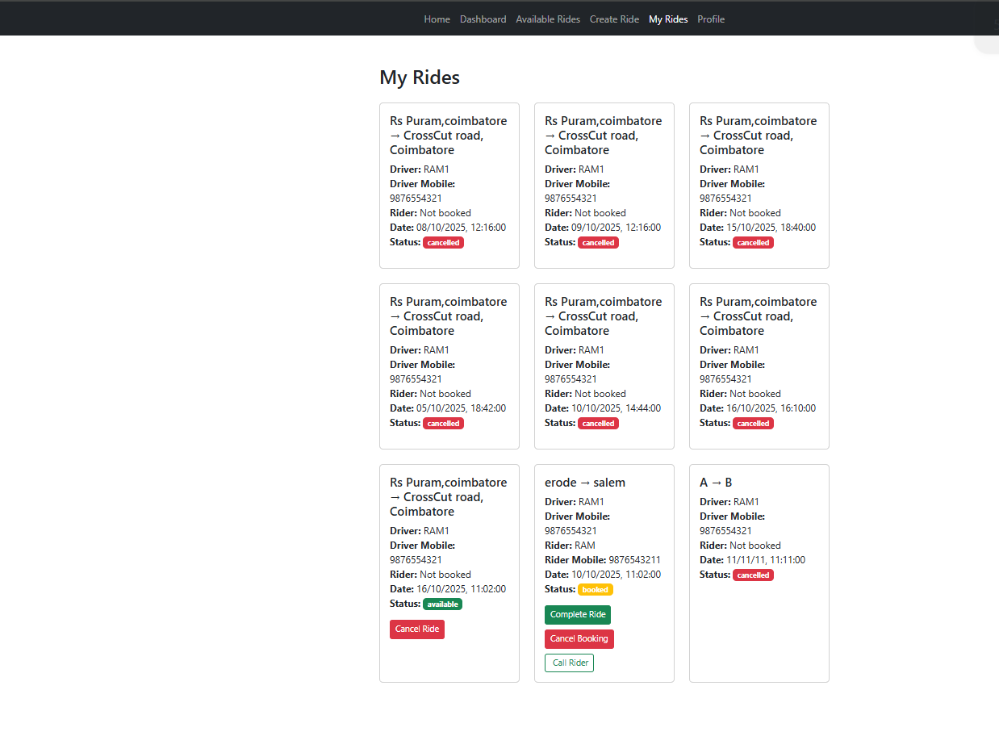 Home Dashboard Available Rides Create Ride My Rides Profile
My Rides
Rs Puram,coimbatore
→ CrossCut road,
Coimbatore
Driver: RAM1
Driver Mobile:
9876554321
Rider: Not booked
Date: 08/10/2025, 12:16:00
Status: cancelled
Rs Puram,coimbatore
→ CrossCut road,
Coimbatore
Driver: RAM1
Driver Mobile:
9876554321
Rider: Not booked
Date: 09/10/2025, 12:16:00
Status: cancelled
Rs Puram,coimbatore
→ CrossCut road,
Coimbatore
Driver: RAM1
Driver Mobile:
9876554321
Rider: Not booked
Date: 15/10/2025, 18:40:00
Status: cancelled
Rs Puram,coimbatore
→ CrossCut road,
Coimbatore
Driver: RAM1
Driver Mobile:
9876554321
Rider: Not booked
Date: 05/10/2025, 18:42:00
Status: cancelled
Rs Puram,coimbatore
→ CrossCut road,
Coimbatore
Driver: RAM1
Driver Mobile:
9876554321
Rider: Not booked
Date: 10/10/2025, 14:44:00
Status: cancelled
Rs Puram,coimbatore
→ CrossCut road,
Coimbatore
Driver: RAM1
Driver Mobile:
9876554321
Rider: Not booked
Date: 16/10/2025, 16:10:00
Status: cancelled
Rs Puram,coimbatore
→ CrossCut road,
Coimbatore
Driver: RAM1
Driver Mobile:
9876554321
Rider: Not booked
Date: 16/10/2025, 11:02:00
Status: available
Cancel Ride
erode → salem
Driver: RAM1
Driver Mobile:
9876554321
Rider: RAM
Rider Mobile: 9876543211
Date: 10/10/2025, 11:02:00
Status: booked
Complete Ride
Cancel Booking
Call Rider
A → B
Driver: RAM1
Driver Mobile:
9876554321
Rider: Not booked
Date: 11/11/11, 11:11:00
Status: cancelled